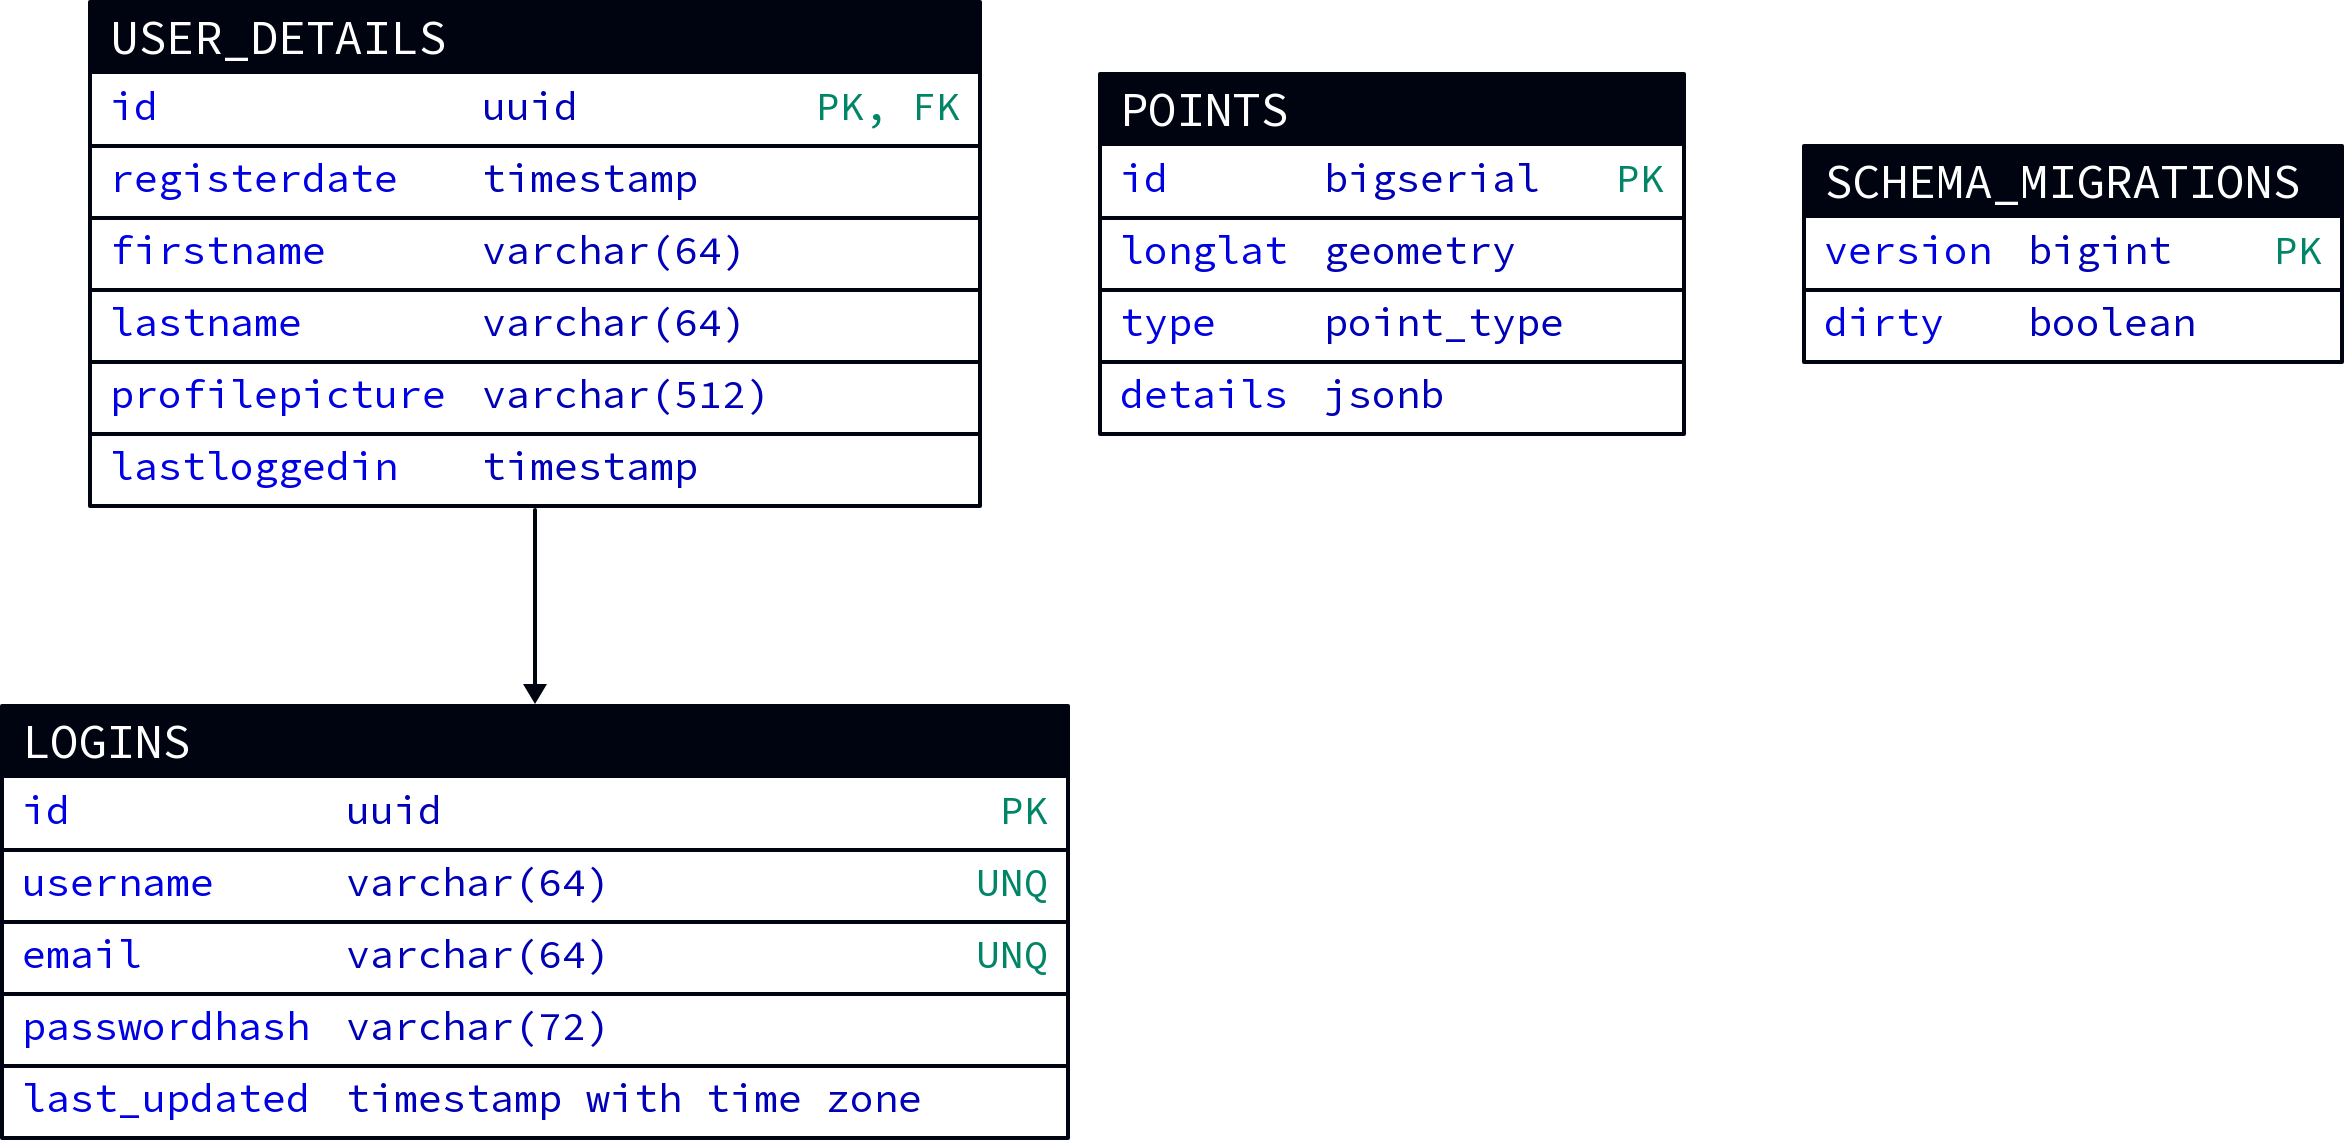 USER_DETAILS
id uuid PK, FK
registerdate timestamp
firstname varchar(64)
lastname varchar(64)
profilepicture varchar(512)
lastloggedin timestamp
POINTS
id bigserial PK
longlat geometry
type point_type
details jsonb
SCHEMA_MIGRATIONS
version bigint PK
dirty boolean
LOGINS
id uuid PK
username varchar(64) UNQ
email varchar(64) UNQ
passwordhash varchar(72)
last_updated timestamp with time zone